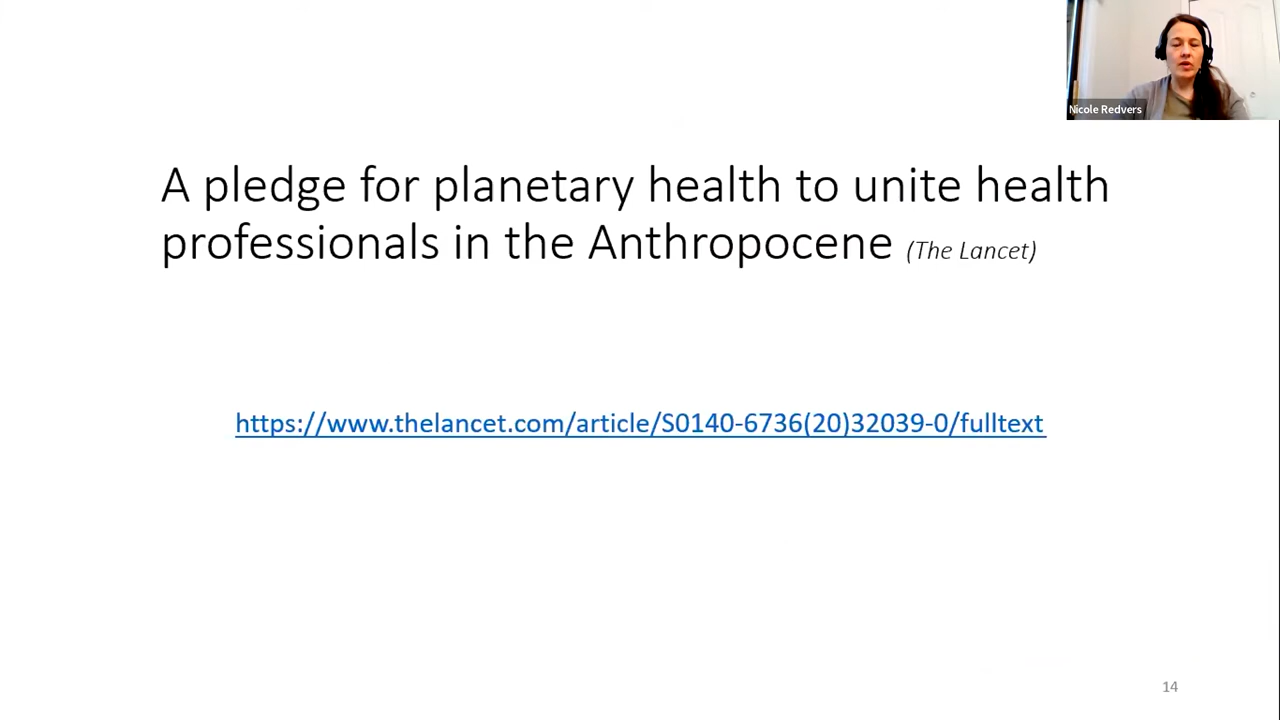 Nicole Redvers
A pledge for planetary health to unite health
professionals in the Anthropocene (The Lancet)
https://www.thelancet.com/article/S0140-6736(20)32039-0/fulltext
14